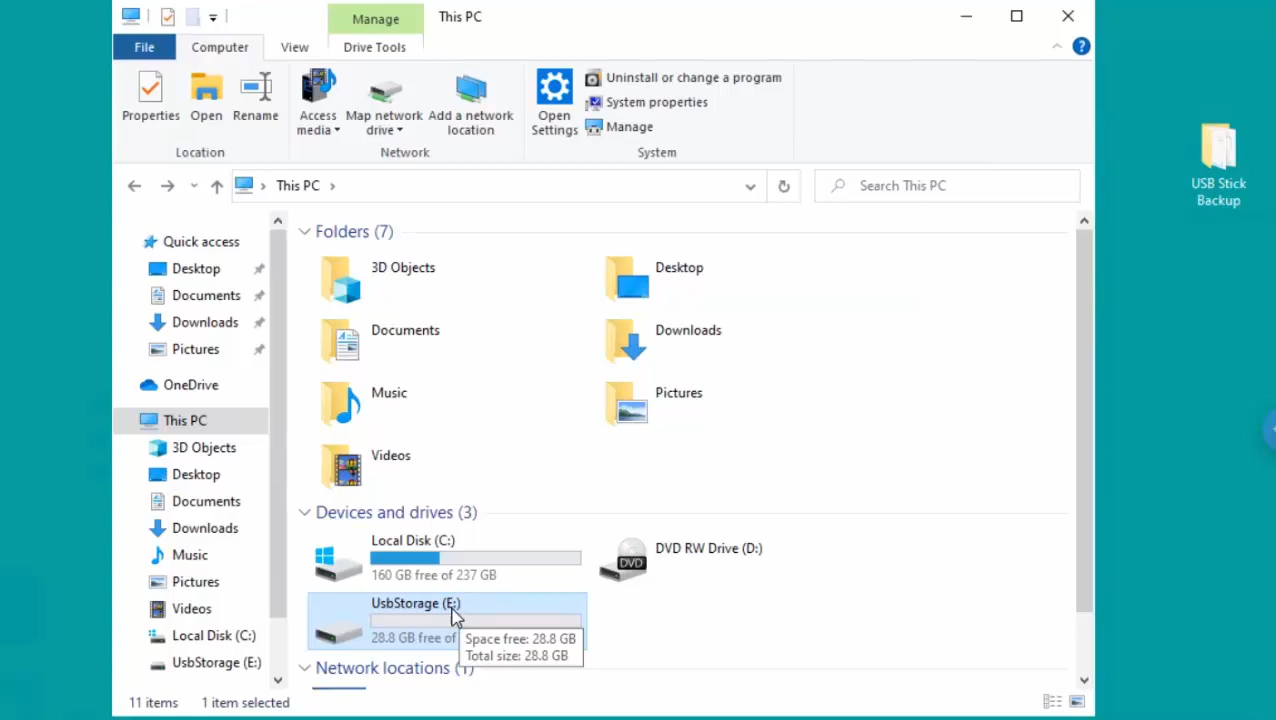 Manage
This PC
File
Computer
View
Drive Tools
Properties
Open
Rename
Access
media
Map network
drive
Add a network
location
Open
Settings
Uninstall or change a program
System properties
Manage
Location
Network
System
This PC
Search This PC
USB Stick
Backup
Quick access
Desktop
Documents
Downloads
Pictures
OneDrive
This PC
3D Objects
Desktop
Documents
Downloads
Music
Pictures
Videos
Local Disk (C:)
UsbStorage (E:)
Folders (7)
3D Objects
Desktop
Documents
Downloads
Music
Pictures
Videos
Devices and drives (3)
Local Disk (C:)
160 GB free of 237 GB
DVD RW Drive (D:)
DVD
UsbStorage (E:)
28.8 GB free of
Space free: 28.8 GB
Total size: 28.8 GB
Network locations (1)
11 items
1 item selected